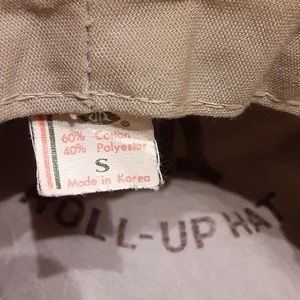 ®
60% Cotton
40% Polyester
S
Made in Korea
ROLL-UP HAT